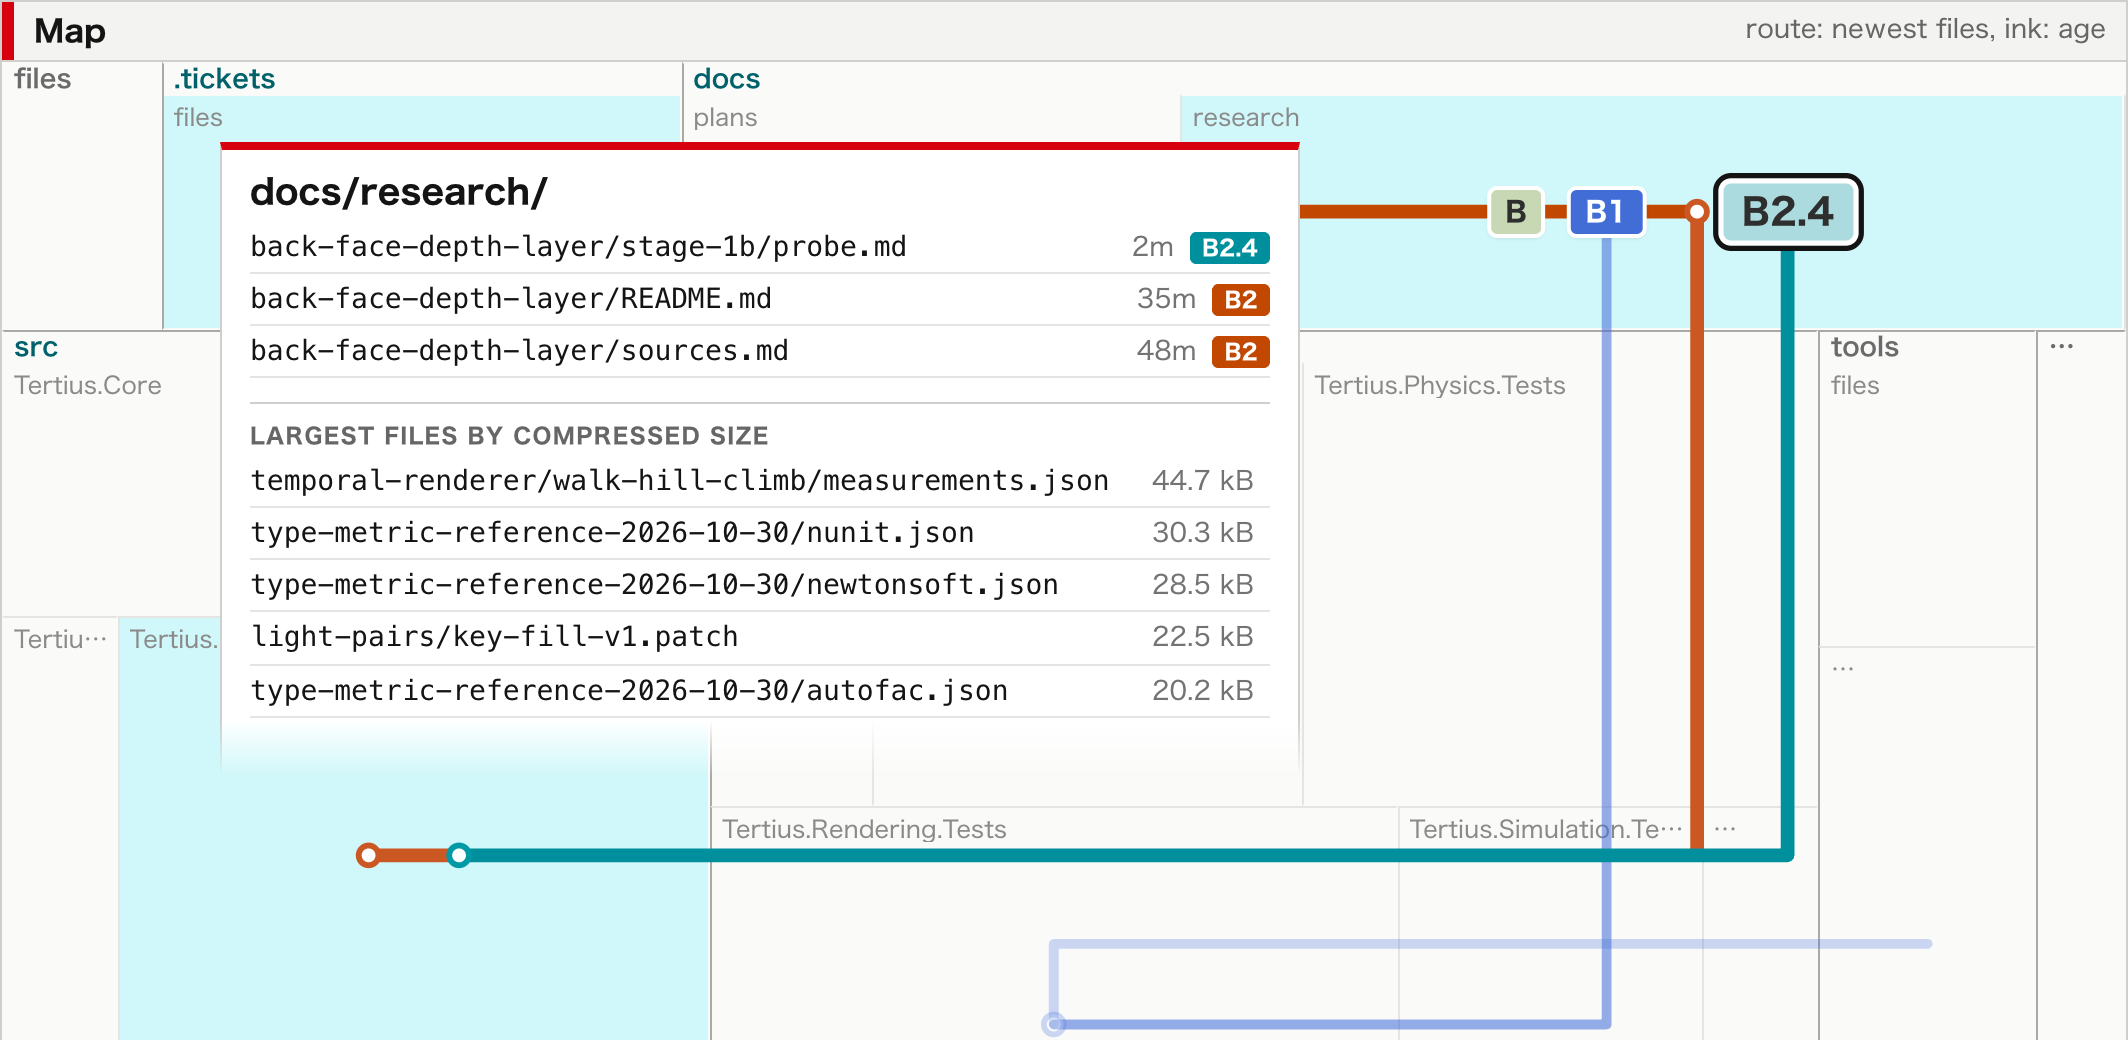 Map
route: newest files, ink: age
files
.tickets
docs
files
plans
research
docs/research/
back-face-depth-layer/stage-1b/probe.md 2m B2.4
back-face-depth-layer/README.md 35m B2
back-face-depth-layer/sources.md 48m B2
LARGEST FILES BY COMPRESSED SIZE
temporal-renderer/walk-hill-climb/measurements.json 44.7 kB
type-metric-reference-2026-10-30/nunit.json 30.3 kB
type-metric-reference-2026-10-30/newtonsoft.json 28.5 kB
light-pairs/key-fill-v1.patch 22.5 kB
type-metric-reference-2026-10-30/autofac.json 20.2 kB
B
B1
B2.4
src
Tertius.Core
Tertius.Physics.Tests
tools
files
…
Tertiu…
Tertius.
…
Tertius.Rendering.Tests
Tertius.Simulation.Te…
…